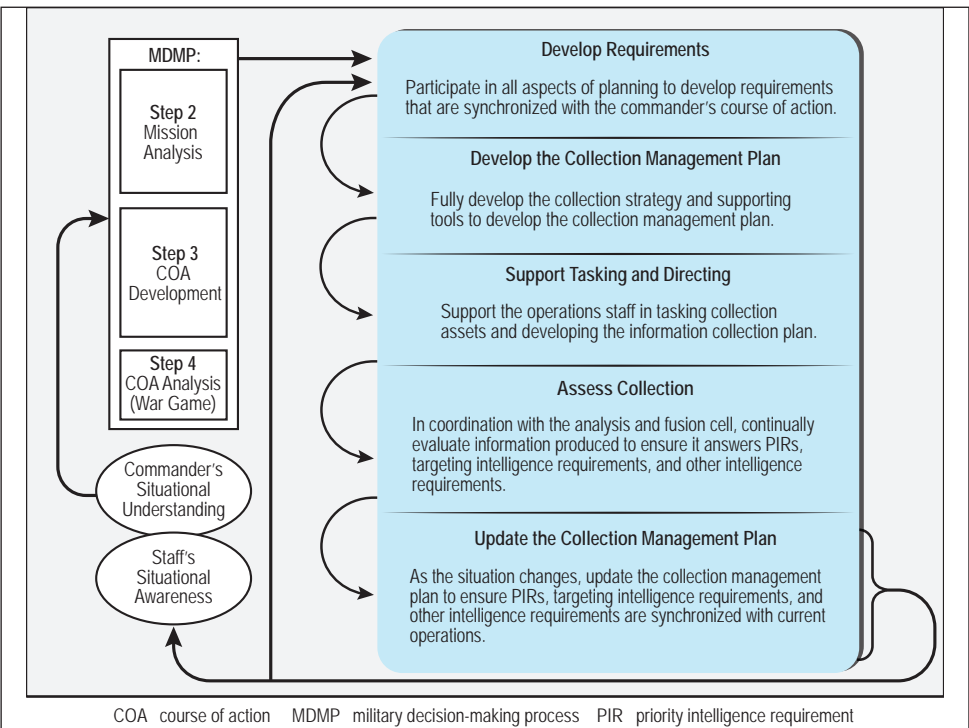 MDMP:
Step 2
Mission
Analysis
Step 3
COA
Development
Step 4
COA Analysis
(War Game)
Commander's
Situational
Understanding
Staff's
Situational
Awareness
Develop Requirements
Participate in all aspects of planning to develop requirements
that are synchronized with the commander's course of action.
Develop the Collection Management Plan
Fully develop the collection strategy and supporting
tools to develop the collection management plan.
Support Tasking and Directing
Support the operations staff in tasking collection
assets and developing the information collection plan.
Assess Collection
In coordination with the analysis and fusion cell, continually
evaluate information produced to ensure it answers PIRs,
targeting intelligence requirements, and other intelligence
requirements.
Update the Collection Management Plan
As the situation changes, update the collection management
plan to ensure PIRs, targeting intelligence requirements, and
other intelligence requirements are synchronized with current
operations.
COA course of action MDMP military decision-making process PIR priority intelligence requirement